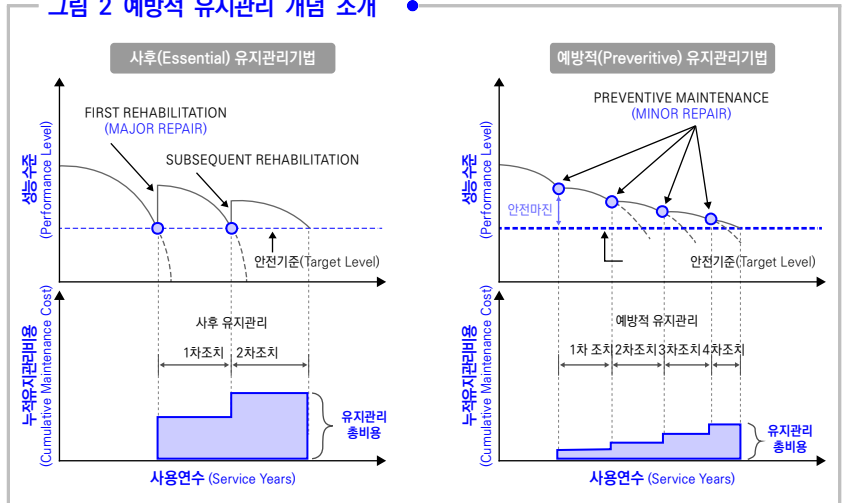 그림 2 예방적 유지관리 개념 소개
사후(Essential) 유지관리기법
FIRST REHABILITATION
(MAJOR REPAIR)
SUBSEQUENT REHABILITATION
성능수준
(Performance Level)
안전기준(Target Level)
누적유지관리비용
(Cumulative Maintenance Cost)
사후 유지관리
1차조치
2차조치
유지관리
총비용
사용연수 (Service Years)
예방적(Preveritive) 유지관리기법
PREVENTIVE MAINTENANCE
(MINOR REPAIR)
성능수준
(Performance Level)
안전마진
안전기준(Target Level)
누적유지관리비용
(Cumulative Maintenance Cost)
예방적 유지관리
1차 조치
2차조치
3차조치
4차조치
유지관리
총비용
사용연수 (Service Years)